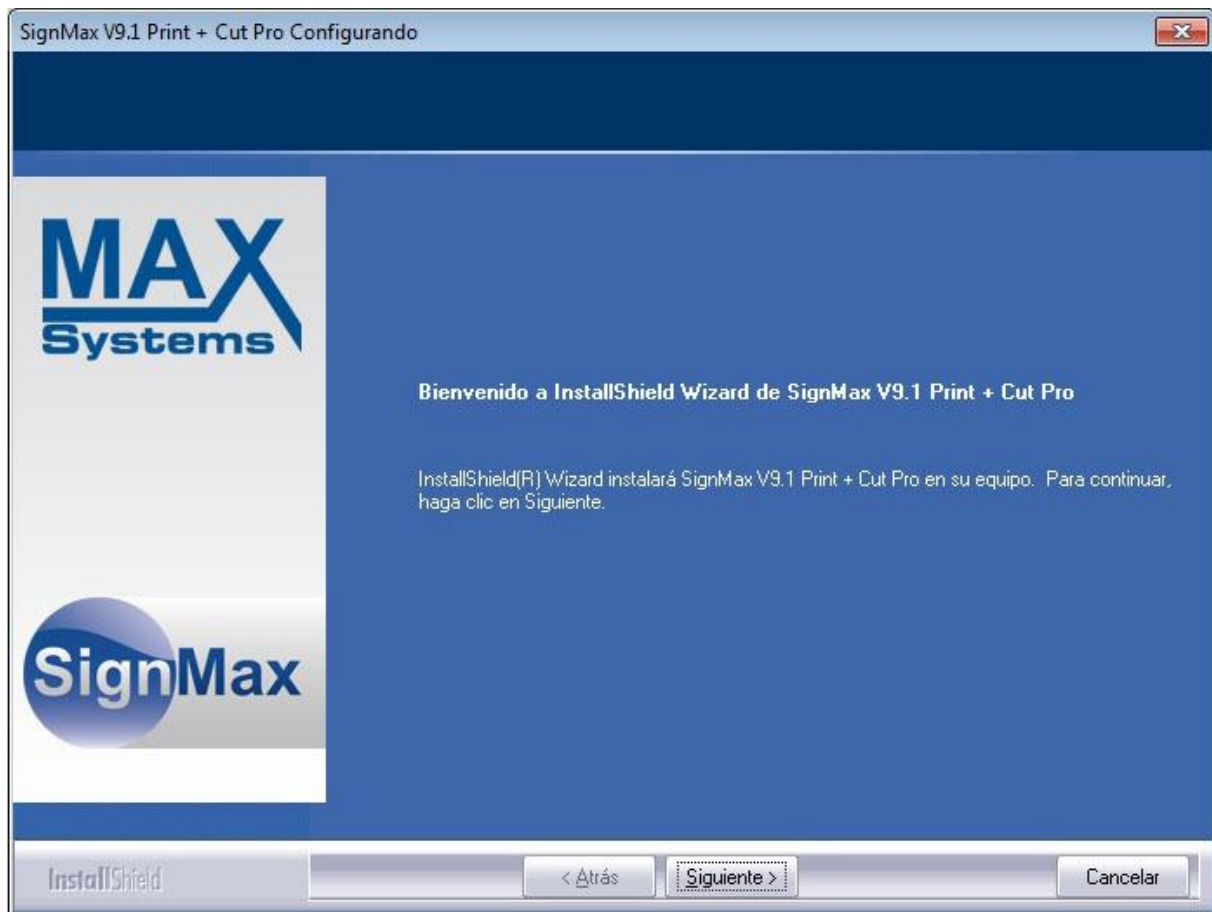 SignMax V9.1 Print + Cut Pro Configurando
MAX
Systems
Bienvenido a InstallShield Wizard de SignMax V9.1 Print + Cut Pro
InstallShield(R) Wizard instalará SignMax V9.1 Print + Cut Pro en su equipo. Para continuar,
haga clic en Siguiente.
SignMax
InstallShield
< Atrás
Siguiente >
Cancelar